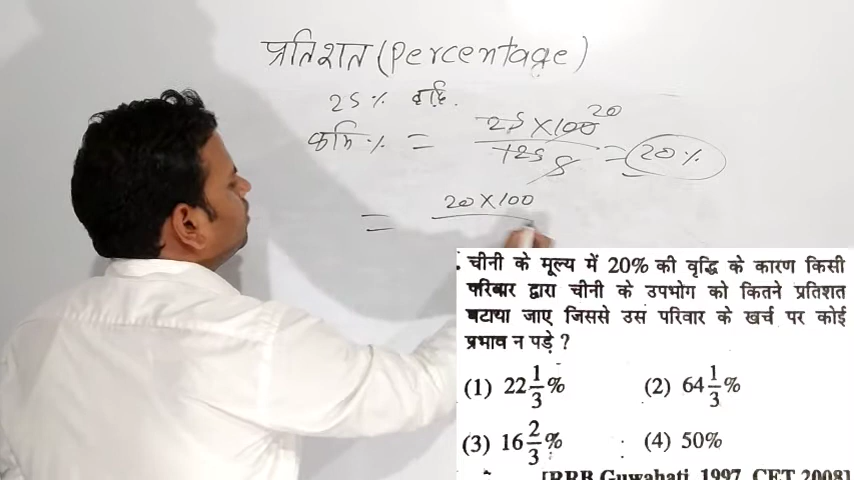 प्रतिशत (Percentage)
25% वृद्धि.
कमि % = 25 X 100 20
125 5 = 20%
= 20 X 100
चीनी के मूल्य में 20% की वृद्धि के कारण किसी
परिवार द्वारा चीनी के उपभोग को कितने प्रतिशत
घटाया जाए जिससे उस परिवार के खर्च पर कोई
प्रभाव न पड़े ?
(1) 22 1/3% (2) 64 1/3%
(3) 16 2/3% (4) 50%
[RRB Guwahati, 1997, CET 2008]